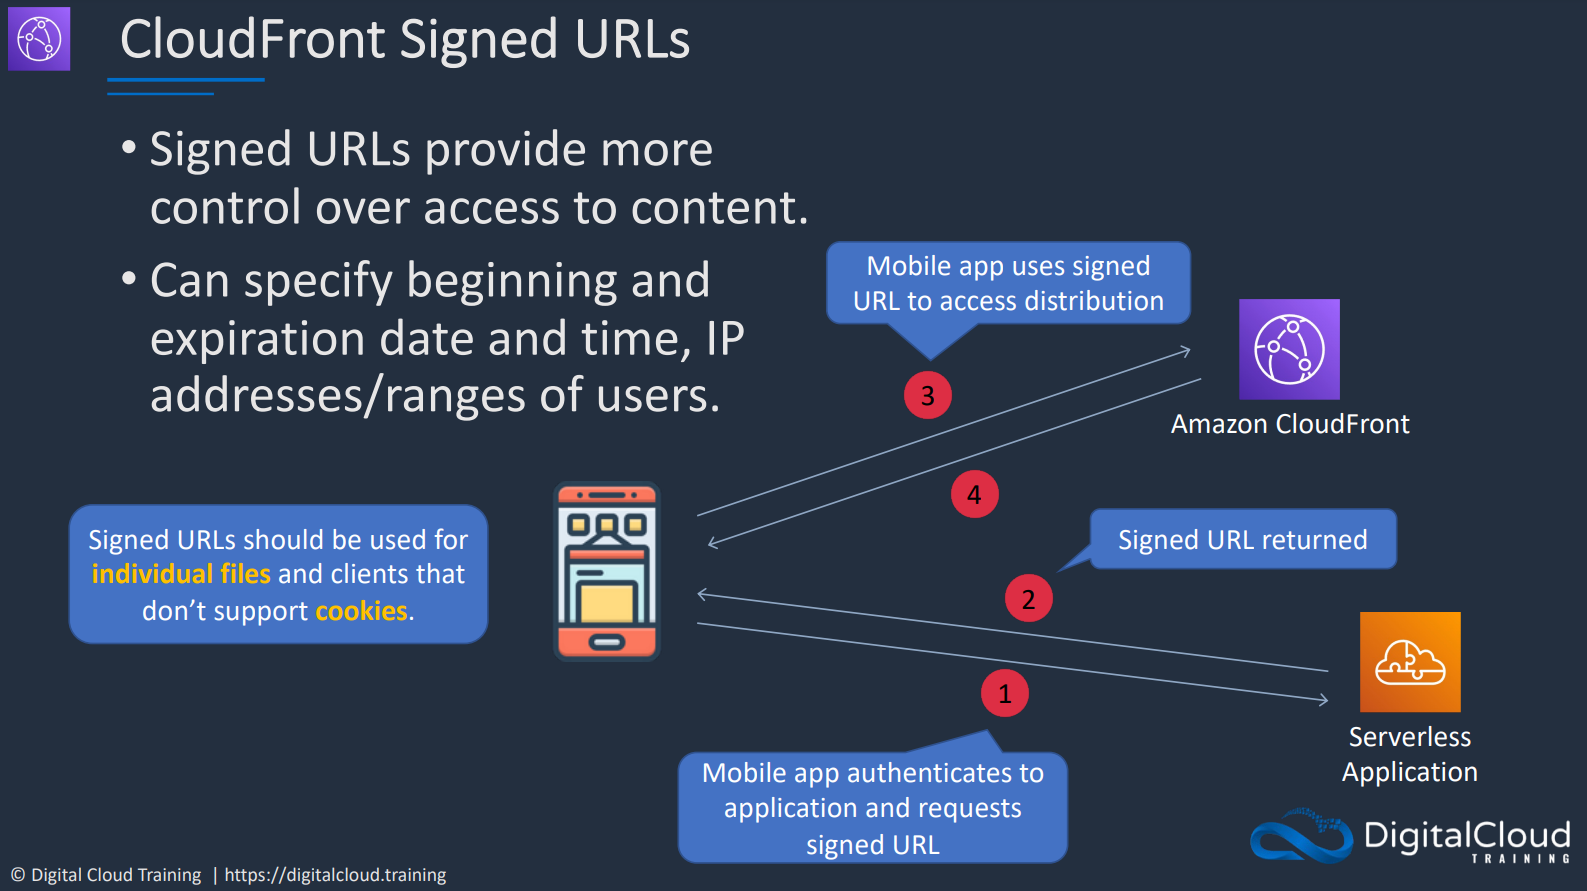 CloudFront Signed URLs
• Signed URLs provide more
control over access to content.
• Can specify beginning and
expiration date and time, IP
addresses/ranges of users.
Mobile app uses signed
URL to access distribution
3
Amazon CloudFront
4
Signed URLs should be used for
individual files and clients that
don’t support cookies.
Signed URL returned
2
1
Serverless
Application
Mobile app authenticates to
application and requests
signed URL
DigitalCloud
TRAINING
© Digital Cloud Training | https://digitalcloud.training